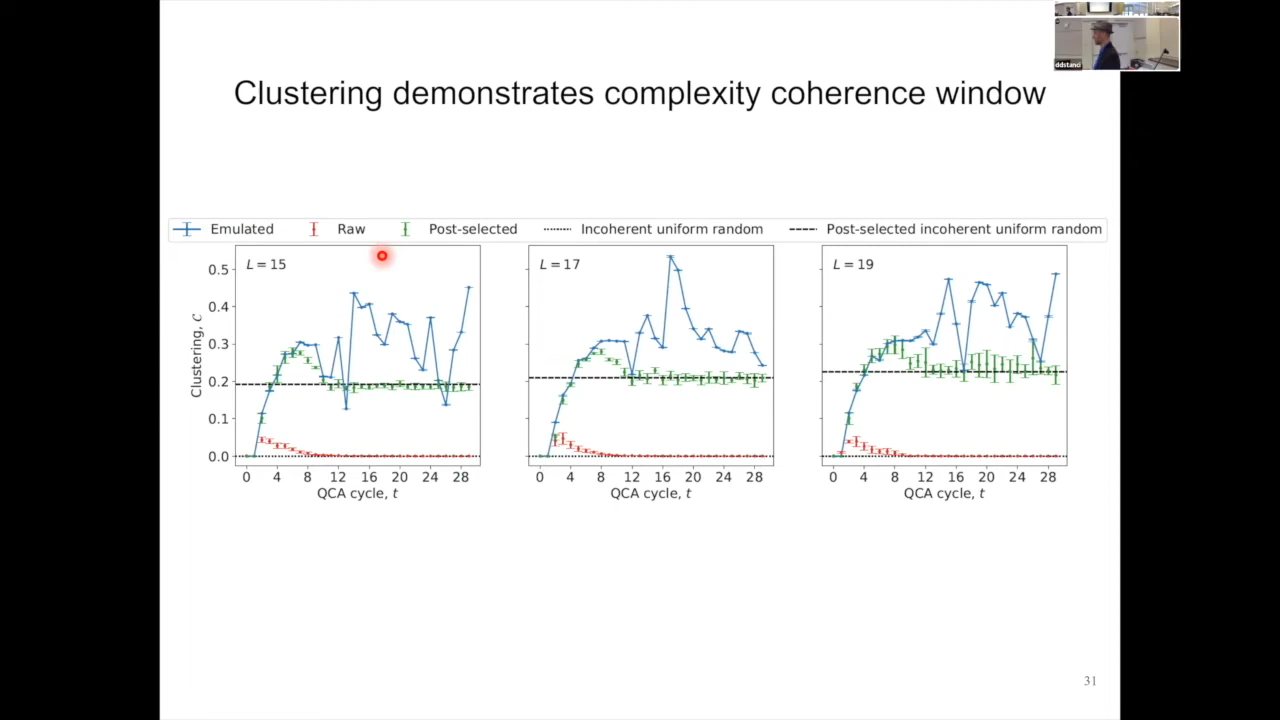 ddstanci
Clustering demonstrates complexity coherence window
Emulated Raw Post-selected Incoherent uniform random Post-selected incoherent uniform random
Clustering, C
0.5
0.4
0.3
0.2
0.1
0.0
L = 15
0 4 8 12 16 20 24 28
QCA cycle, t
L = 17
0 4 8 12 16 20 24 28
QCA cycle, t
L = 19
0 4 8 12 16 20 24 28
QCA cycle, t
31